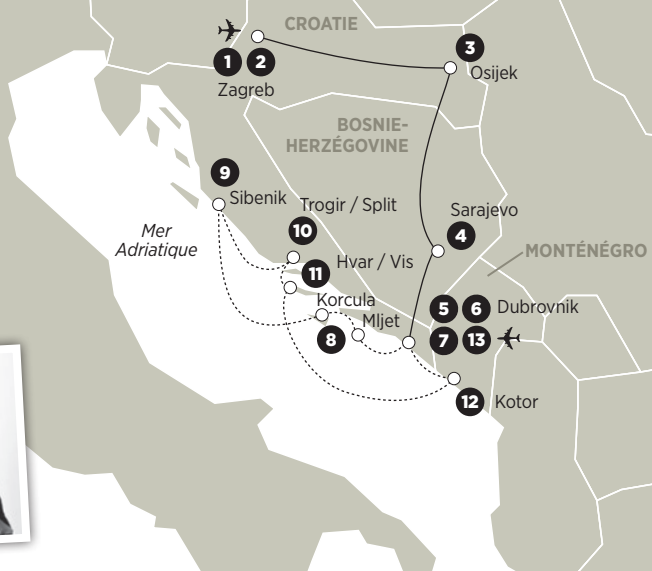 CROATIE
1 2
Zagreb
3
Osijek
BOSNIE-
HERZÉGOVINE
9
Sibenik
Trogir / Split
10
Mer
Adriatique
Sarajevo
4
11
Hvar / Vis
MONTÉNÉGRO
Korcula
8
Mljet
5 6 Dubrovnik
7 13
12 Kotor